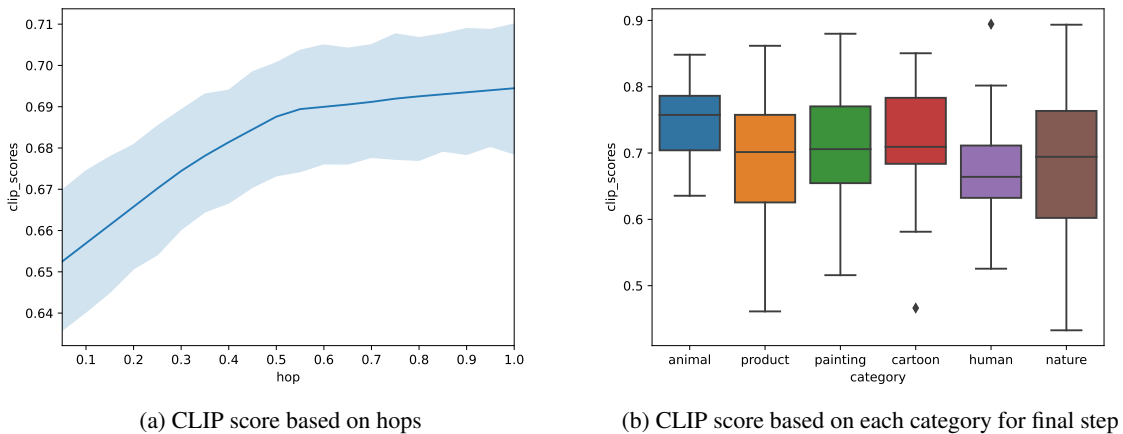 0.71
0.70
0.69
0.68
0.67
0.66
0.65
0.64
clip_scores
0.1 0.2 0.3 0.4 0.5 0.6 0.7 0.8 0.9 1.0
hop
(a) CLIP score based on hops
0.9
0.8
0.7
0.6
0.5
clip_scores
animal product painting cartoon human nature
category
(b) CLIP score based on each category for final step